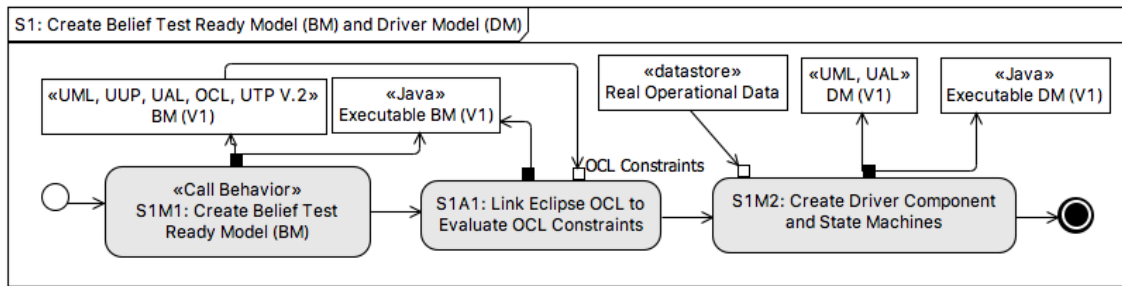 S1: Create Belief Test Ready Model (BM) and Driver Model (DM)
«UML, UUP, UAL, OCL, UTP V.2»
BM (V1)
«Java»
Executable BM (V1)
«datastore»
Real Operational Data
«UML, UAL»
DM (V1)
«Java»
Executable DM (V1)
OCL Constraints
«Call Behavior»
S1M1: Create Belief Test
Ready Model (BM)
S1A1: Link Eclipse OCL to
Evaluate OCL Constraints
S1M2: Create Driver Component
and State Machines